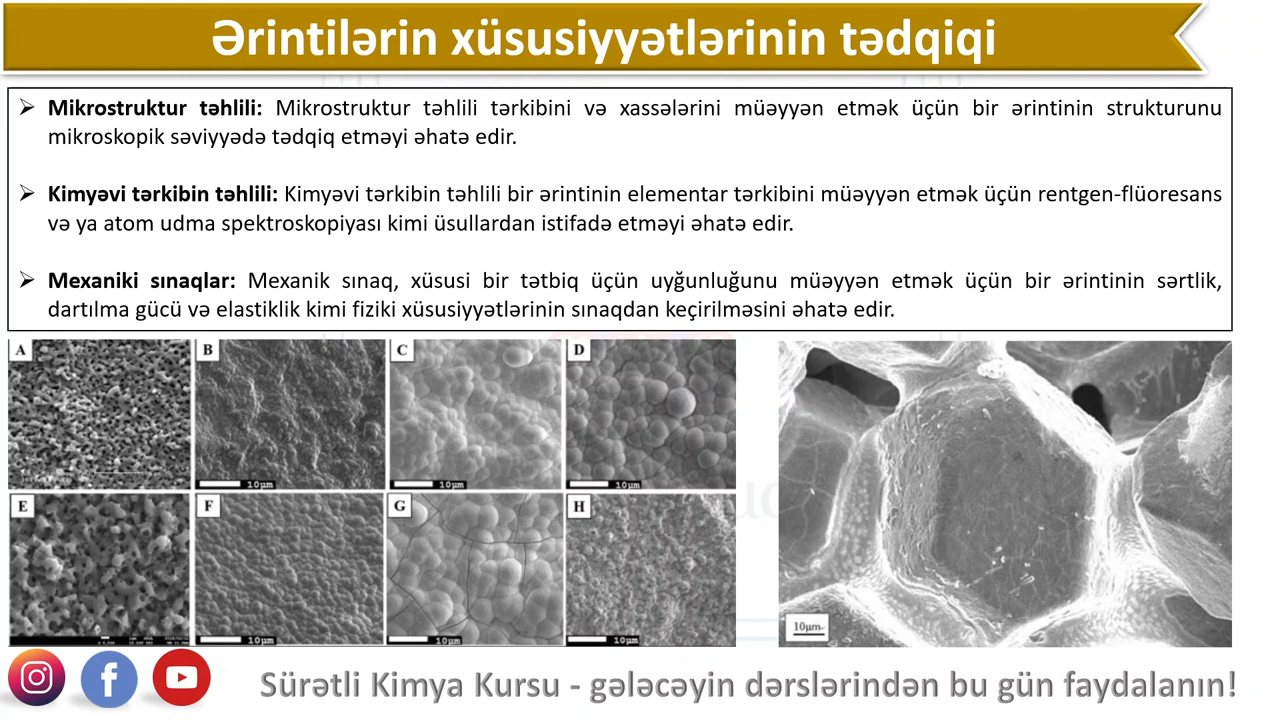 Ərintilərin xüsusiyyətlərinin tədqiqi
Mikrostruktur təhlili: Mikrostruktur təhlili tərkibini və xassələrini müəyyən etmək üçün bir ərintinin strukturunu
mikroskopik səviyyədə tədqiq etməyi əhatə edir.
Kimyəvi tərkibin təhlili: Kimyəvi tərkibin təhlili bir ərintinin elementar tərkibini müəyyən etmək üçün rentgen-flüoresans
və ya atom udma spektroskopiyası kimi üsullardan istifadə etməyi əhatə edir.
Mexaniki sınaqlar: Mexanik sınaq, xüsusi bir tətbiq üçün uyğunluğunu müəyyən etmək üçün bir ərintinin sərtlik,
dartılma gücü və elastiklik kimi fiziki xüsusiyyətlərinin sınaqdan keçirilməsini əhatə edir.
A
B
C
D
10µm
10µm
10µm
E
F
G
H
10µm
10µm
10µm
10µm
Sürətli Kimya Kursu - gələcəyin dərslərindən bu gün faydalanın!